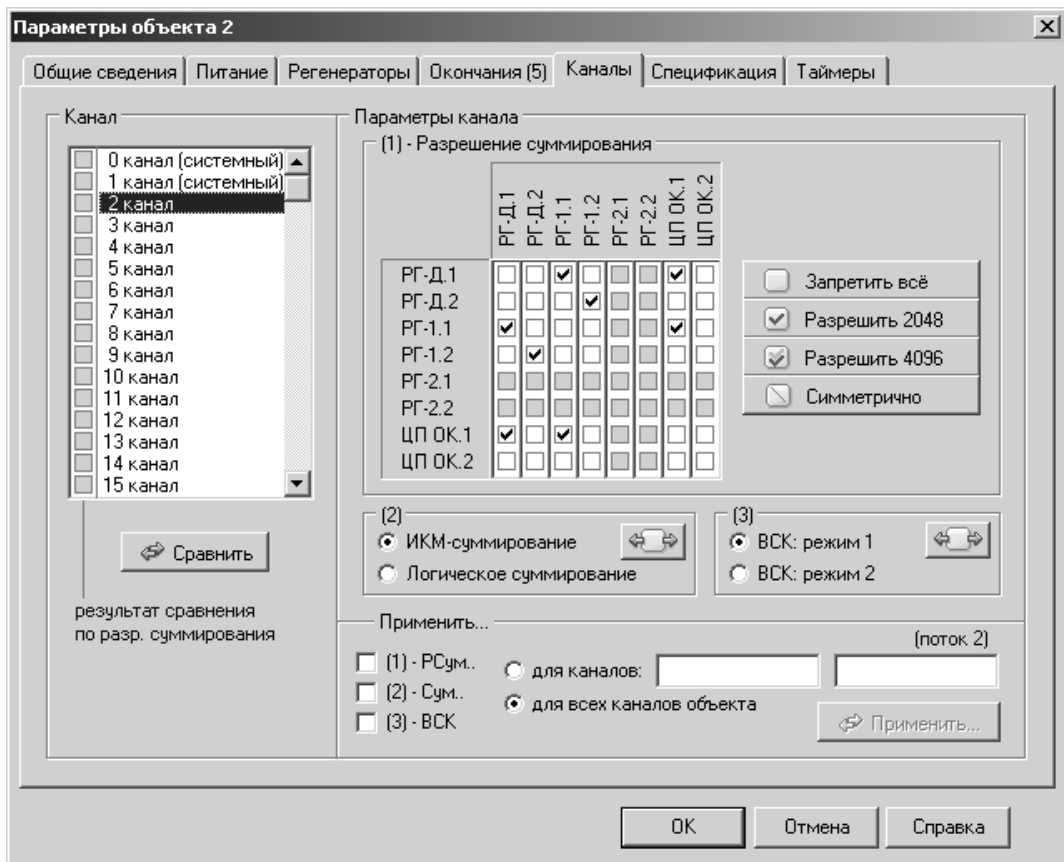 Параметры объекта 2
Общие сведения Питание Регенераторы Окончания (5) Каналы Спецификация Таймеры
Канал
0 канал (системный)
1 канал (системный)
2 канал
3 канал
4 канал
5 канал
6 канал
7 канал
8 канал
9 канал
10 канал
11 канал
12 канал
13 канал
14 канал
15 канал
Сравнить
результат сравнения
по разр. суммирования
Параметры канала
(1) - Разрешение суммирования
РГ-Д.1 РГ-Д.2 РГ-1.1 РГ-1.2 РГ-2.1 РГ-2.2 ЦП ОК.1 ЦП ОК.2
РГ-Д.1
РГ-Д.2
РГ-1.1
РГ-1.2
РГ-2.1
РГ-2.2
ЦП ОК.1
ЦП ОК.2
Запретить всё
Разрешить 2048
Разрешить 4096
Симметрично
(2)
ИКМ-суммирование
Логическое суммирование
(3)
ВСК: режим 1
ВСК: режим 2
Применить...
(поток 2)
(1) - РСум..
(2) - Сум..
(3) - ВСК
для каналов:
для всех каналов объекта
Применить...
OK Отмена Справка